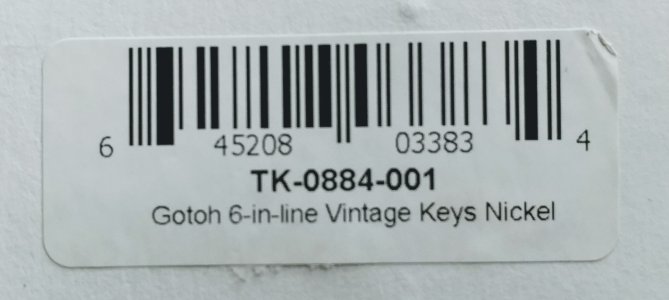 6 45208 03383 4
TK-0884-001
Gotoh 6-in-line Vintage Keys Nickel